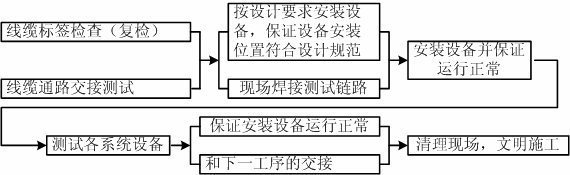 线缆标签检查（复检）
线缆通路交接测试
按设计要求安装设
备，保证设备安装
位置符合设计规范
现场焊接测试链路
安装设备并保证
运行正常
测试各系统设备
保证安装设备运行正常
和下一工序的交接
清理现场，文明施工